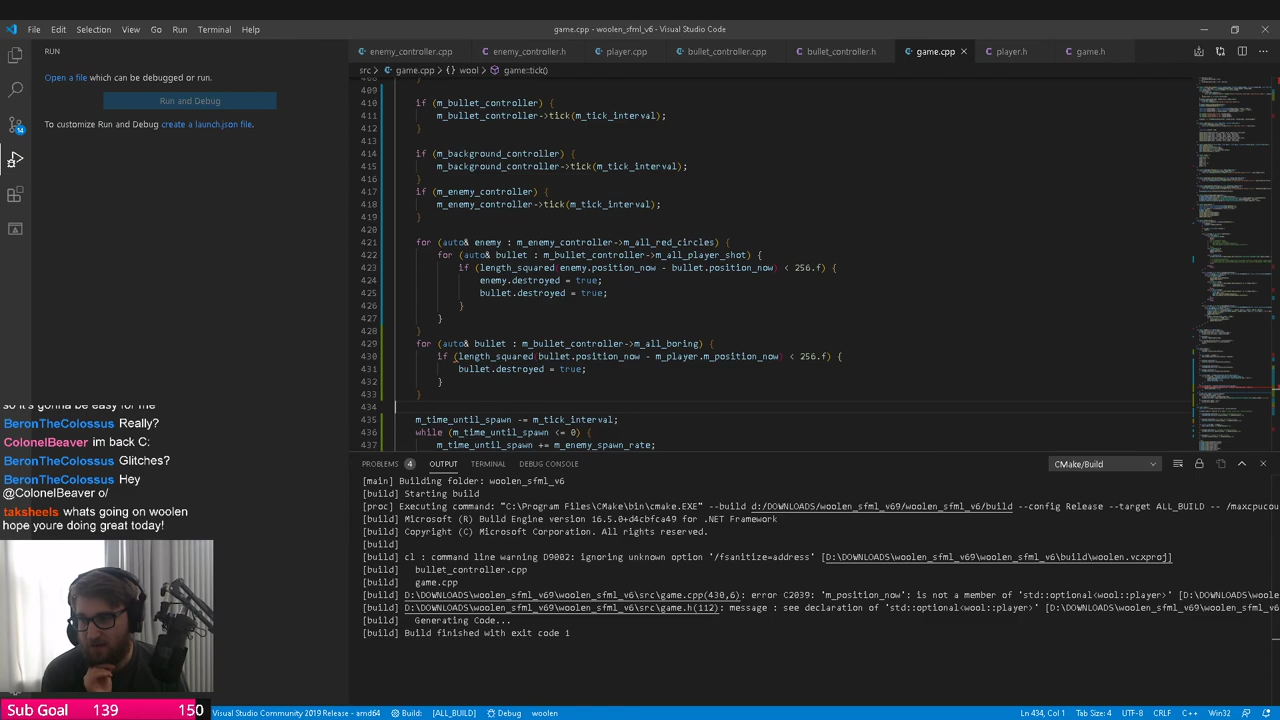 File Edit Selection View Go Run Terminal Help
game.cpp - woolen_sfml_v6 - Visual Studio Code
RUN
Open a file which can be debugged or run.
Run and Debug
To customize Run and Debug create a launch.json file.
enemy_controller.cpp enemy_controller.h player.cpp bullet_controller.cpp bullet_controller.h game.cpp player.h game.h
src > game.cpp > {} wool > game::tick()
409
410 if (m_bullet_controller) {
411 m_bullet_controller->tick(m_tick_interval);
412 }
413
414 if (m_background_controller) {
415 m_background_controller->tick(m_tick_interval);
416 }
417 if (m_enemy_controller) {
418 m_enemy_controller->tick(m_tick_interval);
419 }
420
421 for (auto& enemy : m_enemy_controller->m_all_red_circles) {
422 for (auto& bullet : m_bullet_controller->m_all_player_shot) {
423 if (length_squared(enemy.position_now - bullet.position_now) < 256.f) {
424 enemy.destroyed = true;
425 bullet.destroyed = true;
426 }
427 }
428 }
429 for (auto& bullet : m_bullet_controller->m_all_boring) {
430 if (length_squared(bullet.position_now - m_player.m_position_now) < 256.f) {
431 bullet.destroyed = true;
432 }
433 }
434
435 m_time_until_spawn -= m_tick_interval;
436 while (m_time_until_spawn <= 0) {
437 m_time_until_spawn += m_enemy_spawn_rate;
so it's gonna be easy for me
BeronTheColossus Really?
ColonelBeaver im back C:
BeronTheColossus Glitches?
BeronTheColossus Hey
@ColonelBeaver o/
taksheels whats going on woolen
hope youre doing great today!
PROBLEMS 4 OUTPUT TERMINAL DEBUG CONSOLE
CMake/Build
[main] Building folder: woolen_sfml_v6
[build] Starting build
[proc] Executing command: "C:\Program Files\CMake\bin\cmake.EXE" --build d:/DOWNLOADS/woolen_sfml_v69/woolen_sfml_v6/build --config Release --target ALL_BUILD -- /maxcpucou
[build] Microsoft (R) Build Engine version 16.5.0+d4cbfca49 for .NET Framework
[build] Copyright (C) Microsoft Corporation. All rights reserved.
[build]
[build] cl : command line warning D9002: ignoring unknown option '/fsanitize=address' [D:\DOWNLOADS\woolen_sfml_v69\woolen_sfml_v6\build\woolen.vcxproj]
[build] bullet_controller.cpp
[build] game.cpp
[build] D:\DOWNLOADS\woolen_sfml_v69\woolen_sfml_v6\src\game.cpp(430,6): error C2039: 'm_position_now': is not a member of 'std::optional<wool::player>' [D:\DOWNLOADS\woole
[build] D:\DOWNLOADS\woolen_sfml_v69\woolen_sfml_v6\src\game.h(112): message : see declaration of 'std::optional<wool::player>' [D:\DOWNLOADS\woolen_sfml_v69\woolen_sfml_v6
[build] Generating Code...
[build] Build finished with exit code 1
Sub Goal 139 150
Visual Studio Community 2019 Release - amd64 Build: [ALL_BUILD] Debug woolen
Ln 434, Col 1 Tab Size: 4 UTF-8 CRLF C++ Win32